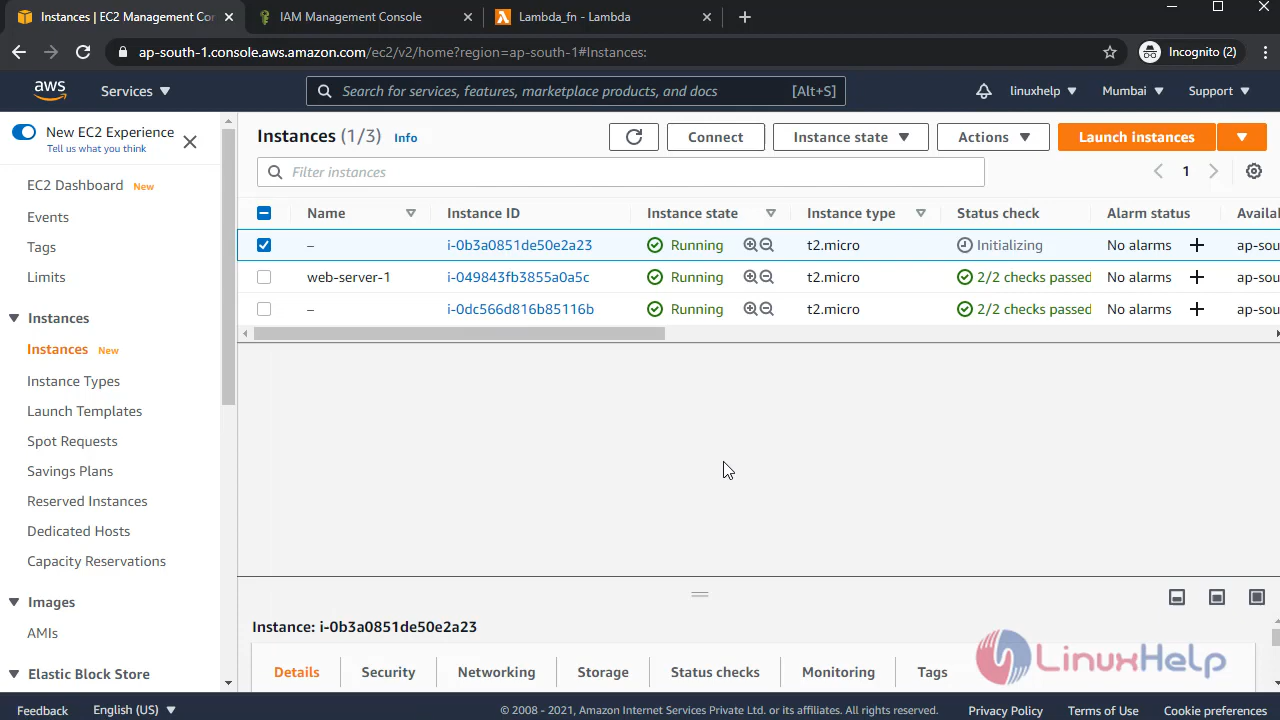 Instances | EC2 Management Cor
IAM Management Console
Lambda_fn - Lambda
ap-south-1.console.aws.amazon.com/ec2/v2/home?region=ap-south-1#Instances:
Incognito (2)
aws
Services
Search for services, features, marketplace products, and docs
[Alt+S]
linuxhelp
Mumbai
Support
New EC2 Experience
Tell us what you think
EC2 Dashboard New
Events
Tags
Limits
Instances
Instances New
Instance Types
Launch Templates
Spot Requests
Savings Plans
Reserved Instances
Dedicated Hosts
Capacity Reservations
Images
AMIs
Elastic Block Store
Instances (1/3) Info
Connect
Instance state
Actions
Launch instances
Filter instances
1
Name Instance ID Instance state Instance type Status check Alarm status Availa
– i-0b3a0851de50e2a23 Running t2.micro Initializing No alarms + ap-sou
web-server-1 i-049843fb3855a0a5c Running t2.micro 2/2 checks passed No alarms + ap-sou
– i-0dc566d816b85116b Running t2.micro 2/2 checks passed No alarms + ap-sou
Instance: i-0b3a0851de50e2a23
Details Security Networking Storage Status checks Monitoring Tags
LinuxHelp
Feedback English (US) © 2008 - 2021, Amazon Internet Services Private Ltd. or its affiliates. All rights reserved. Privacy Policy Terms of Use Cookie preferences